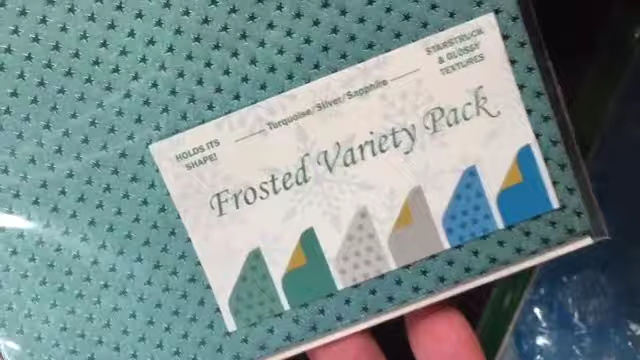 HOLDS ITS
SHAPE!
Turquoise/Silver/Sapphire
STARSTRUCK
& GLOSSY
TEXTURES
Frosted Variety Pack